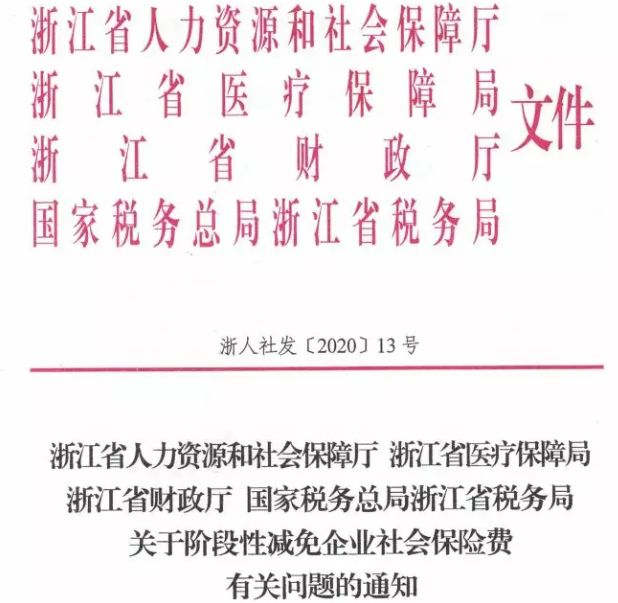 浙江省人力资源和社会保障厅
浙江省医疗保障局
浙江省财政厅
国家税务总局浙江省税务局
文件
浙人社发〔2020〕13号
浙江省人力资源和社会保障厅 浙江省医疗保障局
浙江省财政厅 国家税务总局浙江省税务局
关于阶段性减免企业社会保险费
有关问题的通知